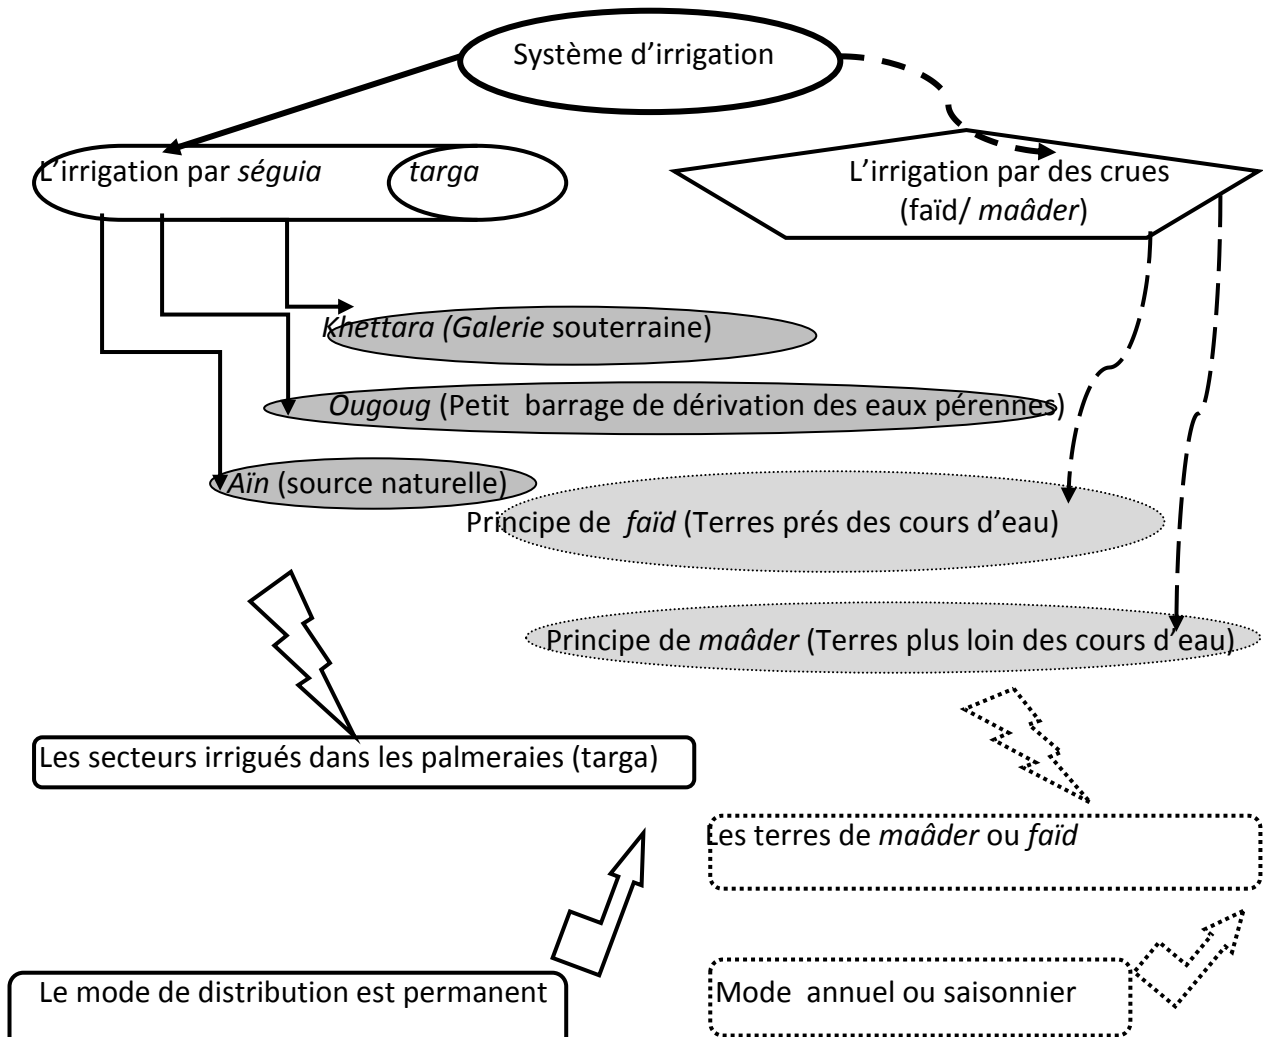 Système d’irrigation
L’irrigation par séguia targa
L’irrigation par des crues
(faïd/ maâder)
Khettara (Galerie souterraine)
Ougoug (Petit barrage de dérivation des eaux pérennes)
Aïn (source naturelle)
Principe de faïd (Terres prés des cours d’eau)
Principe de maâder (Terres plus loin des cours d’eau)
Les secteurs irrigués dans les palmeraies (targa)
Les terres de maâder ou faïd
Le mode de distribution est permanent
Mode annuel ou saisonnier